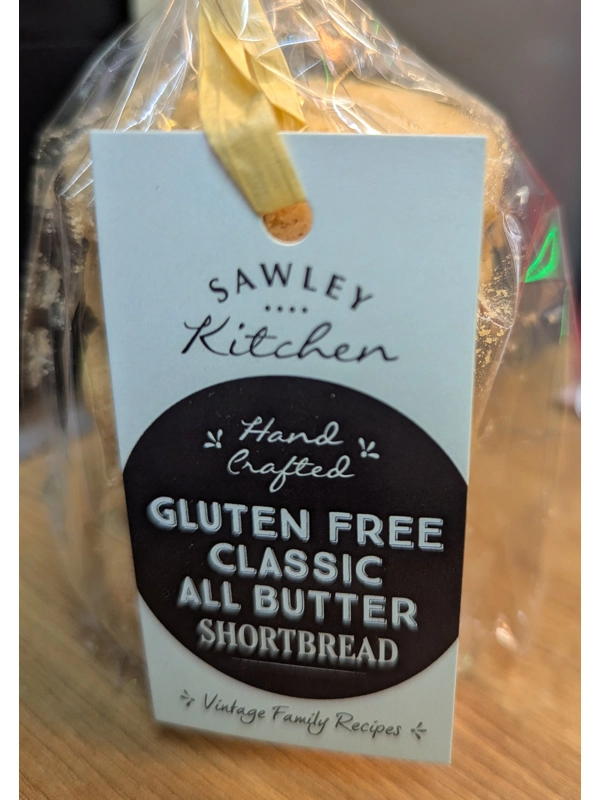 SAWLEY
Kitchen
Hand
Crafted
GLUTEN FREE
CLASSIC
ALL BUTTER
SHORTBREAD
Vintage Family Recipes